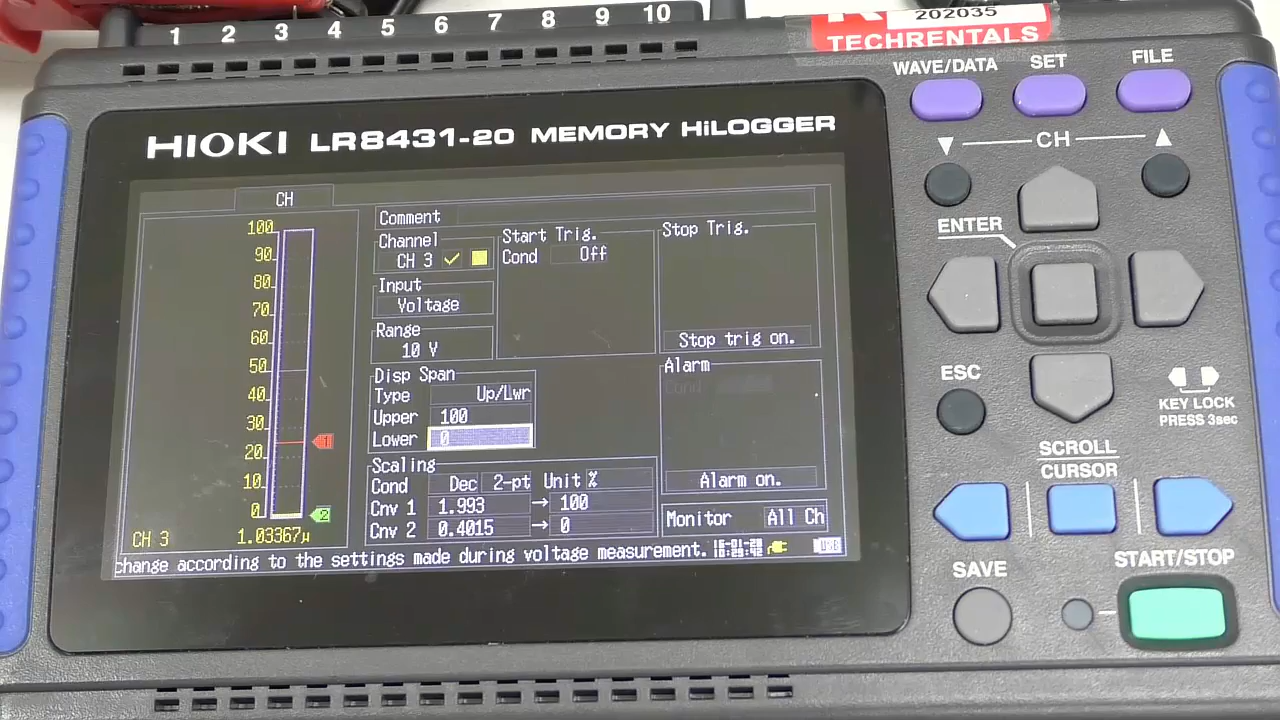 1 2 3 4 5 6 7 8 9 10
202035
TECHRENTALS
HIOKI LR8431-20 MEMORY HiLOGGER
WAVE/DATA SET FILE
▼ CH ▲
ENTER
ESC
KEY LOCK
PRESS 3sec
SCROLL
CURSOR
SAVE
START/STOP
CH
100
90
80
70
60
50
40
30
20
10
0
1
2
CH 3 1.03367µ
Comment
Channel
CH 3
Input
Voltage
Range
10 V
Start Trig.
Cond Off
Stop Trig.
Stop trig on.
Disp Span
Type Up/Lwr
Upper 100
Lower 0
Alarm
Cond
Alarm on.
Scaling
Cond Dec 2-pt Unit %
Cnv 1 1.993 → 100
Cnv 2 0.4015 → 0
Monitor All Ch
change according to the settings made during voltage measurement.
USB